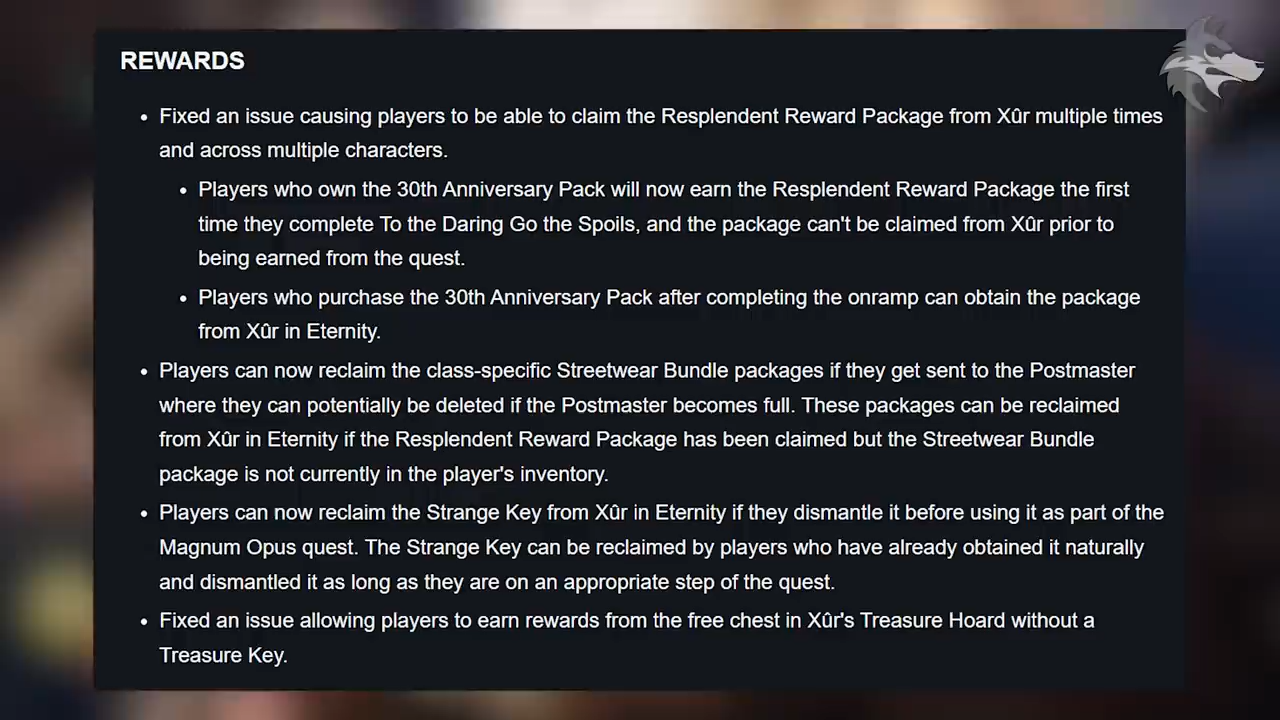 REWARDS
• Fixed an issue causing players to be able to claim the Resplendent Reward Package from Xûr multiple times
and across multiple characters.
• Players who own the 30th Anniversary Pack will now earn the Resplendent Reward Package the first
time they complete To the Daring Go the Spoils, and the package can't be claimed from Xûr prior to
being earned from the quest.
• Players who purchase the 30th Anniversary Pack after completing the onramp can obtain the package
from Xûr in Eternity.
• Players can now reclaim the class-specific Streetwear Bundle packages if they get sent to the Postmaster
where they can potentially be deleted if the Postmaster becomes full. These packages can be reclaimed
from Xûr in Eternity if the Resplendent Reward Package has been claimed but the Streetwear Bundle
package is not currently in the player's inventory.
• Players can now reclaim the Strange Key from Xûr in Eternity if they dismantle it before using it as part of the
Magnum Opus quest. The Strange Key can be reclaimed by players who have already obtained it naturally
and dismantled it as long as they are on an appropriate step of the quest.
• Fixed an issue allowing players to earn rewards from the free chest in Xûr's Treasure Hoard without a
Treasure Key.